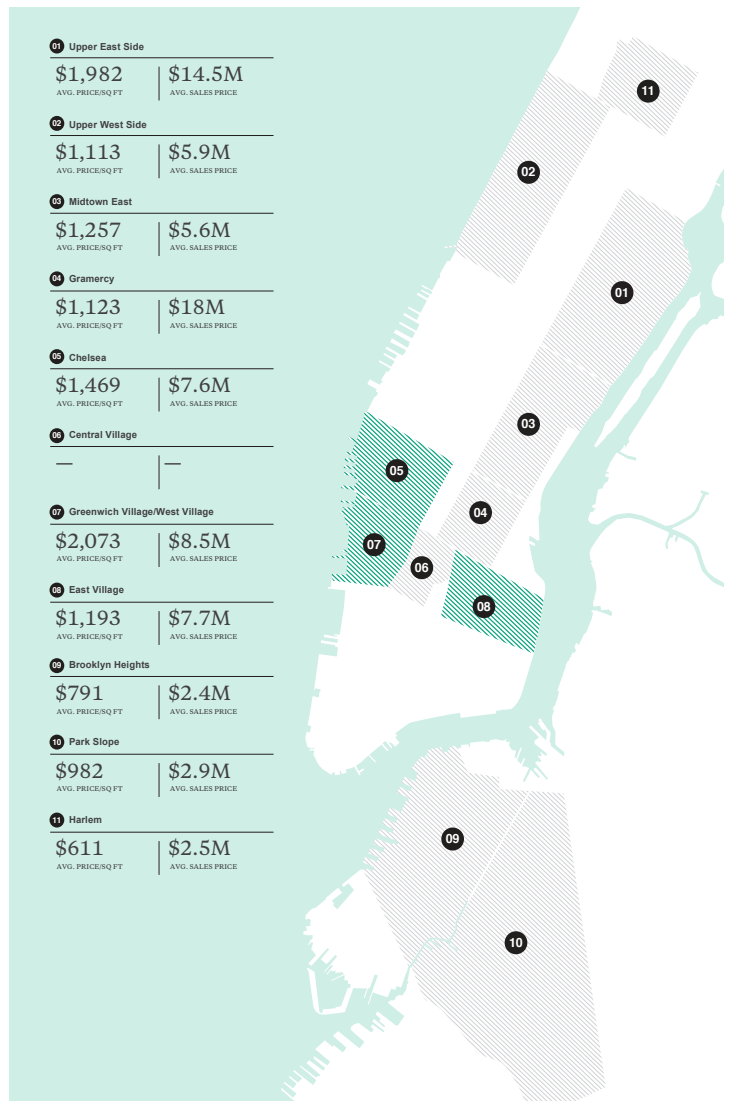 01 Upper East Side
$1,982 $14.5M
AVG. PRICE/SQ FT AVG. SALES PRICE
02 Upper West Side
$1,113 $5.9M
AVG. PRICE/SQ FT AVG. SALES PRICE
03 Midtown East
$1,257 $5.6M
AVG. PRICE/SQ FT AVG. SALES PRICE
04 Gramercy
$1,123 $18M
AVG. PRICE/SQ FT AVG. SALES PRICE
05 Chelsea
$1,469 $7.6M
AVG. PRICE/SQ FT AVG. SALES PRICE
06 Central Village
— —
07 Greenwich Village/West Village
$2,073 $8.5M
AVG. PRICE/SQ FT AVG. SALES PRICE
08 East Village
$1,193 $7.7M
AVG. PRICE/SQ FT AVG. SALES PRICE
09 Brooklyn Heights
$791 $2.4M
AVG. PRICE/SQ FT AVG. SALES PRICE
10 Park Slope
$982 $2.9M
AVG. PRICE/SQ FT AVG. SALES PRICE
11 Harlem
$611 $2.5M
AVG. PRICE/SQ FT AVG. SALES PRICE
11
02
01
03
05
04
07
06
08
09
10